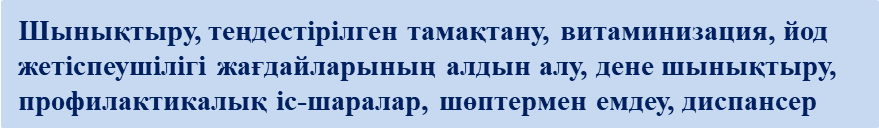 Шынықтыру, теңдестірілген тамақтану, витаминизация, йод
жетіспеушілігі жағдайларының алдын алу, дене шынықтыру,
профилактикалық іс-шаралар, шөптермен емдеу, диспансер